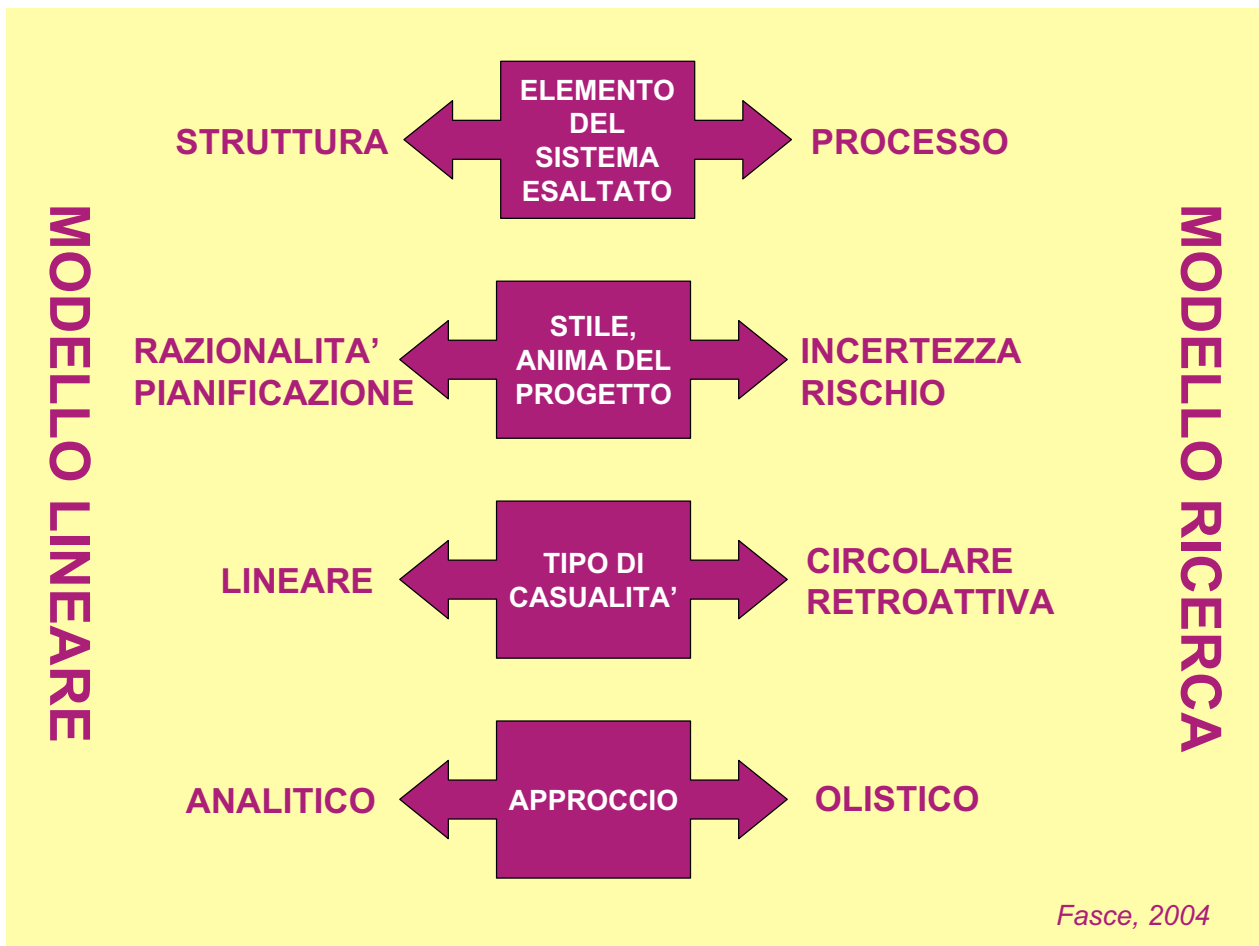 MODELLO LINEARE
STRUTTURA
ELEMENTO
DEL
SISTEMA
ESALTATO
PROCESSO
RAZIONALITA’
PIANIFICAZIONE
STILE,
ANIMA DEL
PROGETTO
INCERTEZZA
RISCHIO
LINEARE
TIPO DI
CASUALITA’
CIRCOLARE
RETROATTIVA
ANALITICO
APPROCCIO
OLISTICO
MODELLO RICERCA
Fasce, 2004